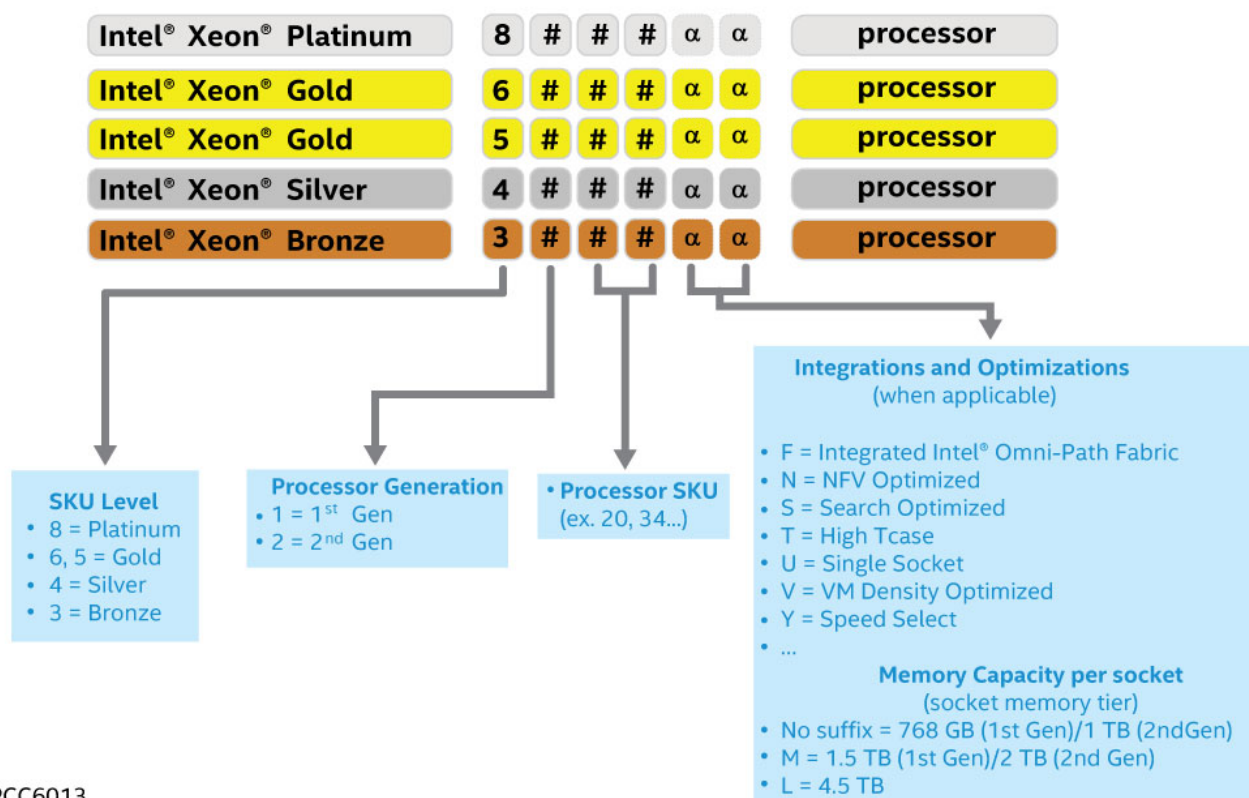 Intel® Xeon® Platinum 8 # # # α α processor
Intel® Xeon® Gold 6 # # # α α processor
Intel® Xeon® Gold 5 # # # α α processor
Intel® Xeon® Silver 4 # # # α α processor
Intel® Xeon® Bronze 3 # # # α α processor
SKU Level
• 8 = Platinum
• 6, 5 = Gold
• 4 = Silver
• 3 = Bronze
Processor Generation
• 1 = 1st Gen
• 2 = 2nd Gen
• Processor SKU
(ex. 20, 34...)
Integrations and Optimizations
(when applicable)
• F = Integrated Intel® Omni-Path Fabric
• N = NFV Optimized
• S = Search Optimized
• T = High Tcase
• U = Single Socket
• V = VM Density Optimized
• Y = Speed Select
• ...
Memory Capacity per socket
(socket memory tier)
• No suffix = 768 GB (1st Gen)/1 TB (2ndGen)
• M = 1.5 TB (1st Gen)/2 TB (2nd Gen)
• L = 4.5 TB